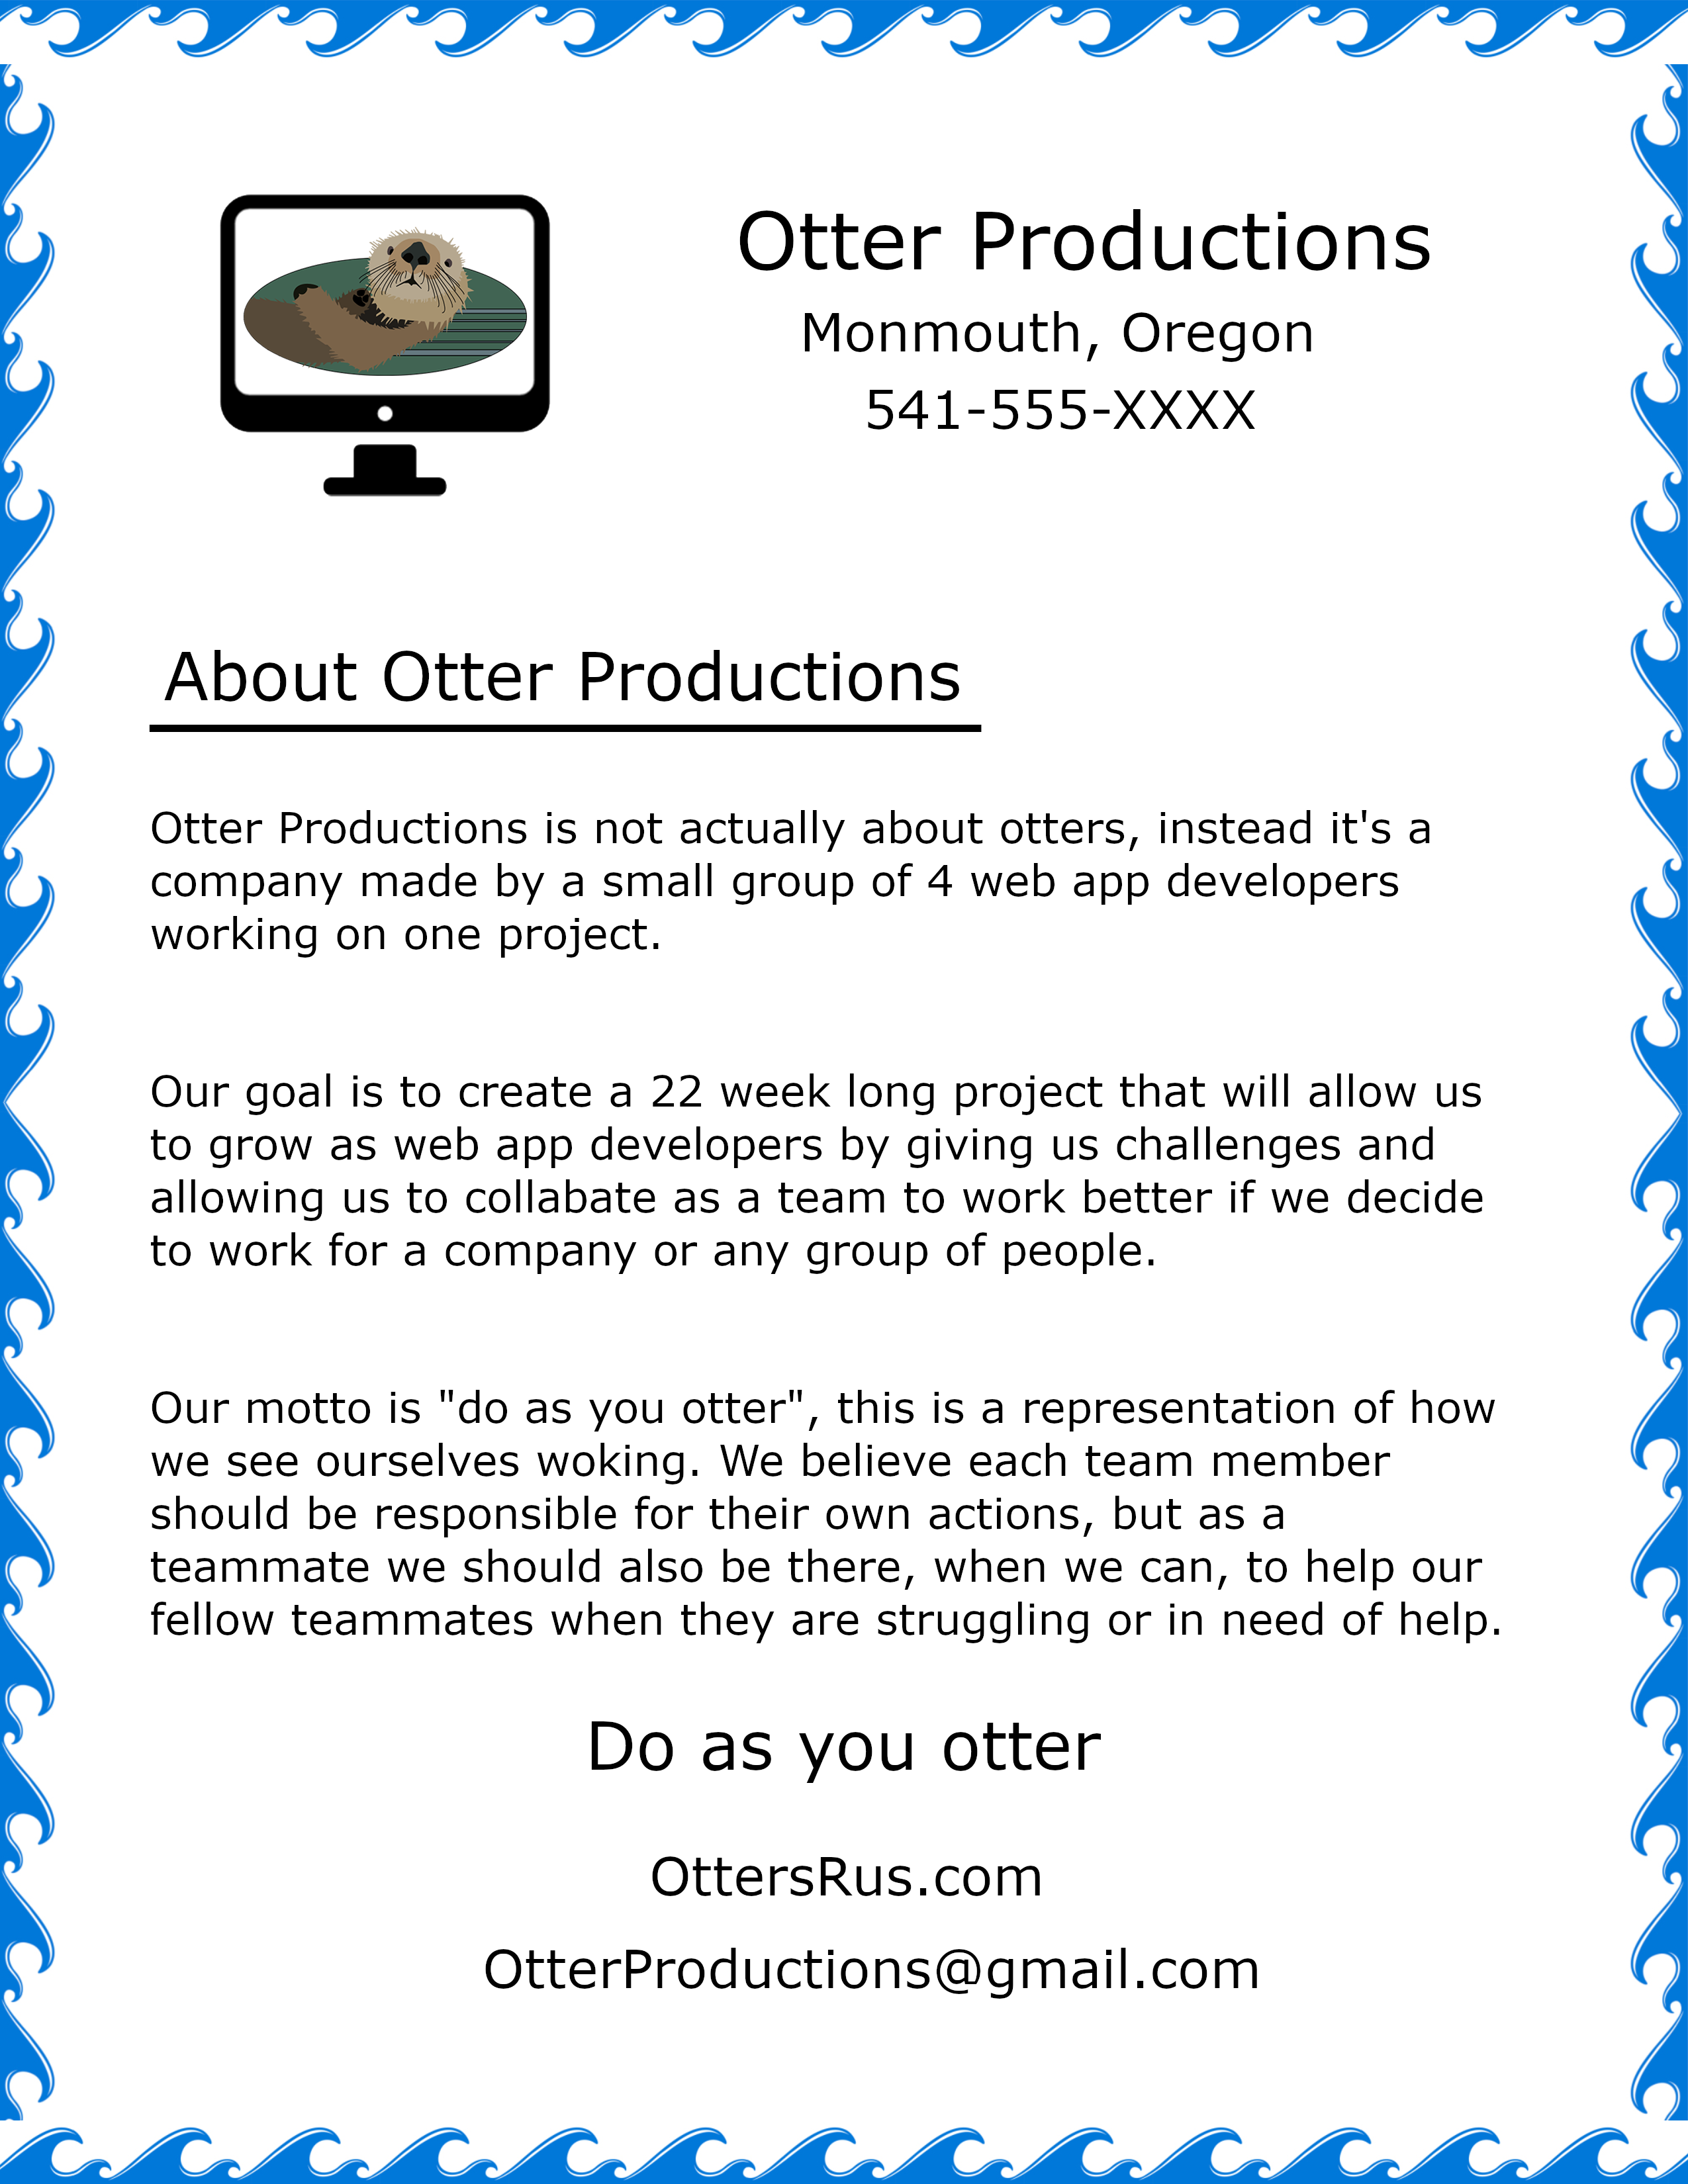 Otter Productions
Monmouth, Oregon
541-555-XXXX
About Otter Productions
Otter Productions is not actually about otters, instead it's a
company made by a small group of 4 web app developers
working on one project.
Our goal is to create a 22 week long project that will allow us
to grow as web app developers by giving us challenges and
allowing us to collabate as a team to work better if we decide
to work for a company or any group of people.
Our motto is "do as you otter", this is a representation of how
we see ourselves woking. We believe each team member
should be responsible for their own actions, but as a
teammate we should also be there, when we can, to help our
fellow teammates when they are struggling or in need of help.
Do as you otter
OttersRus.com
OtterProductions@gmail.com